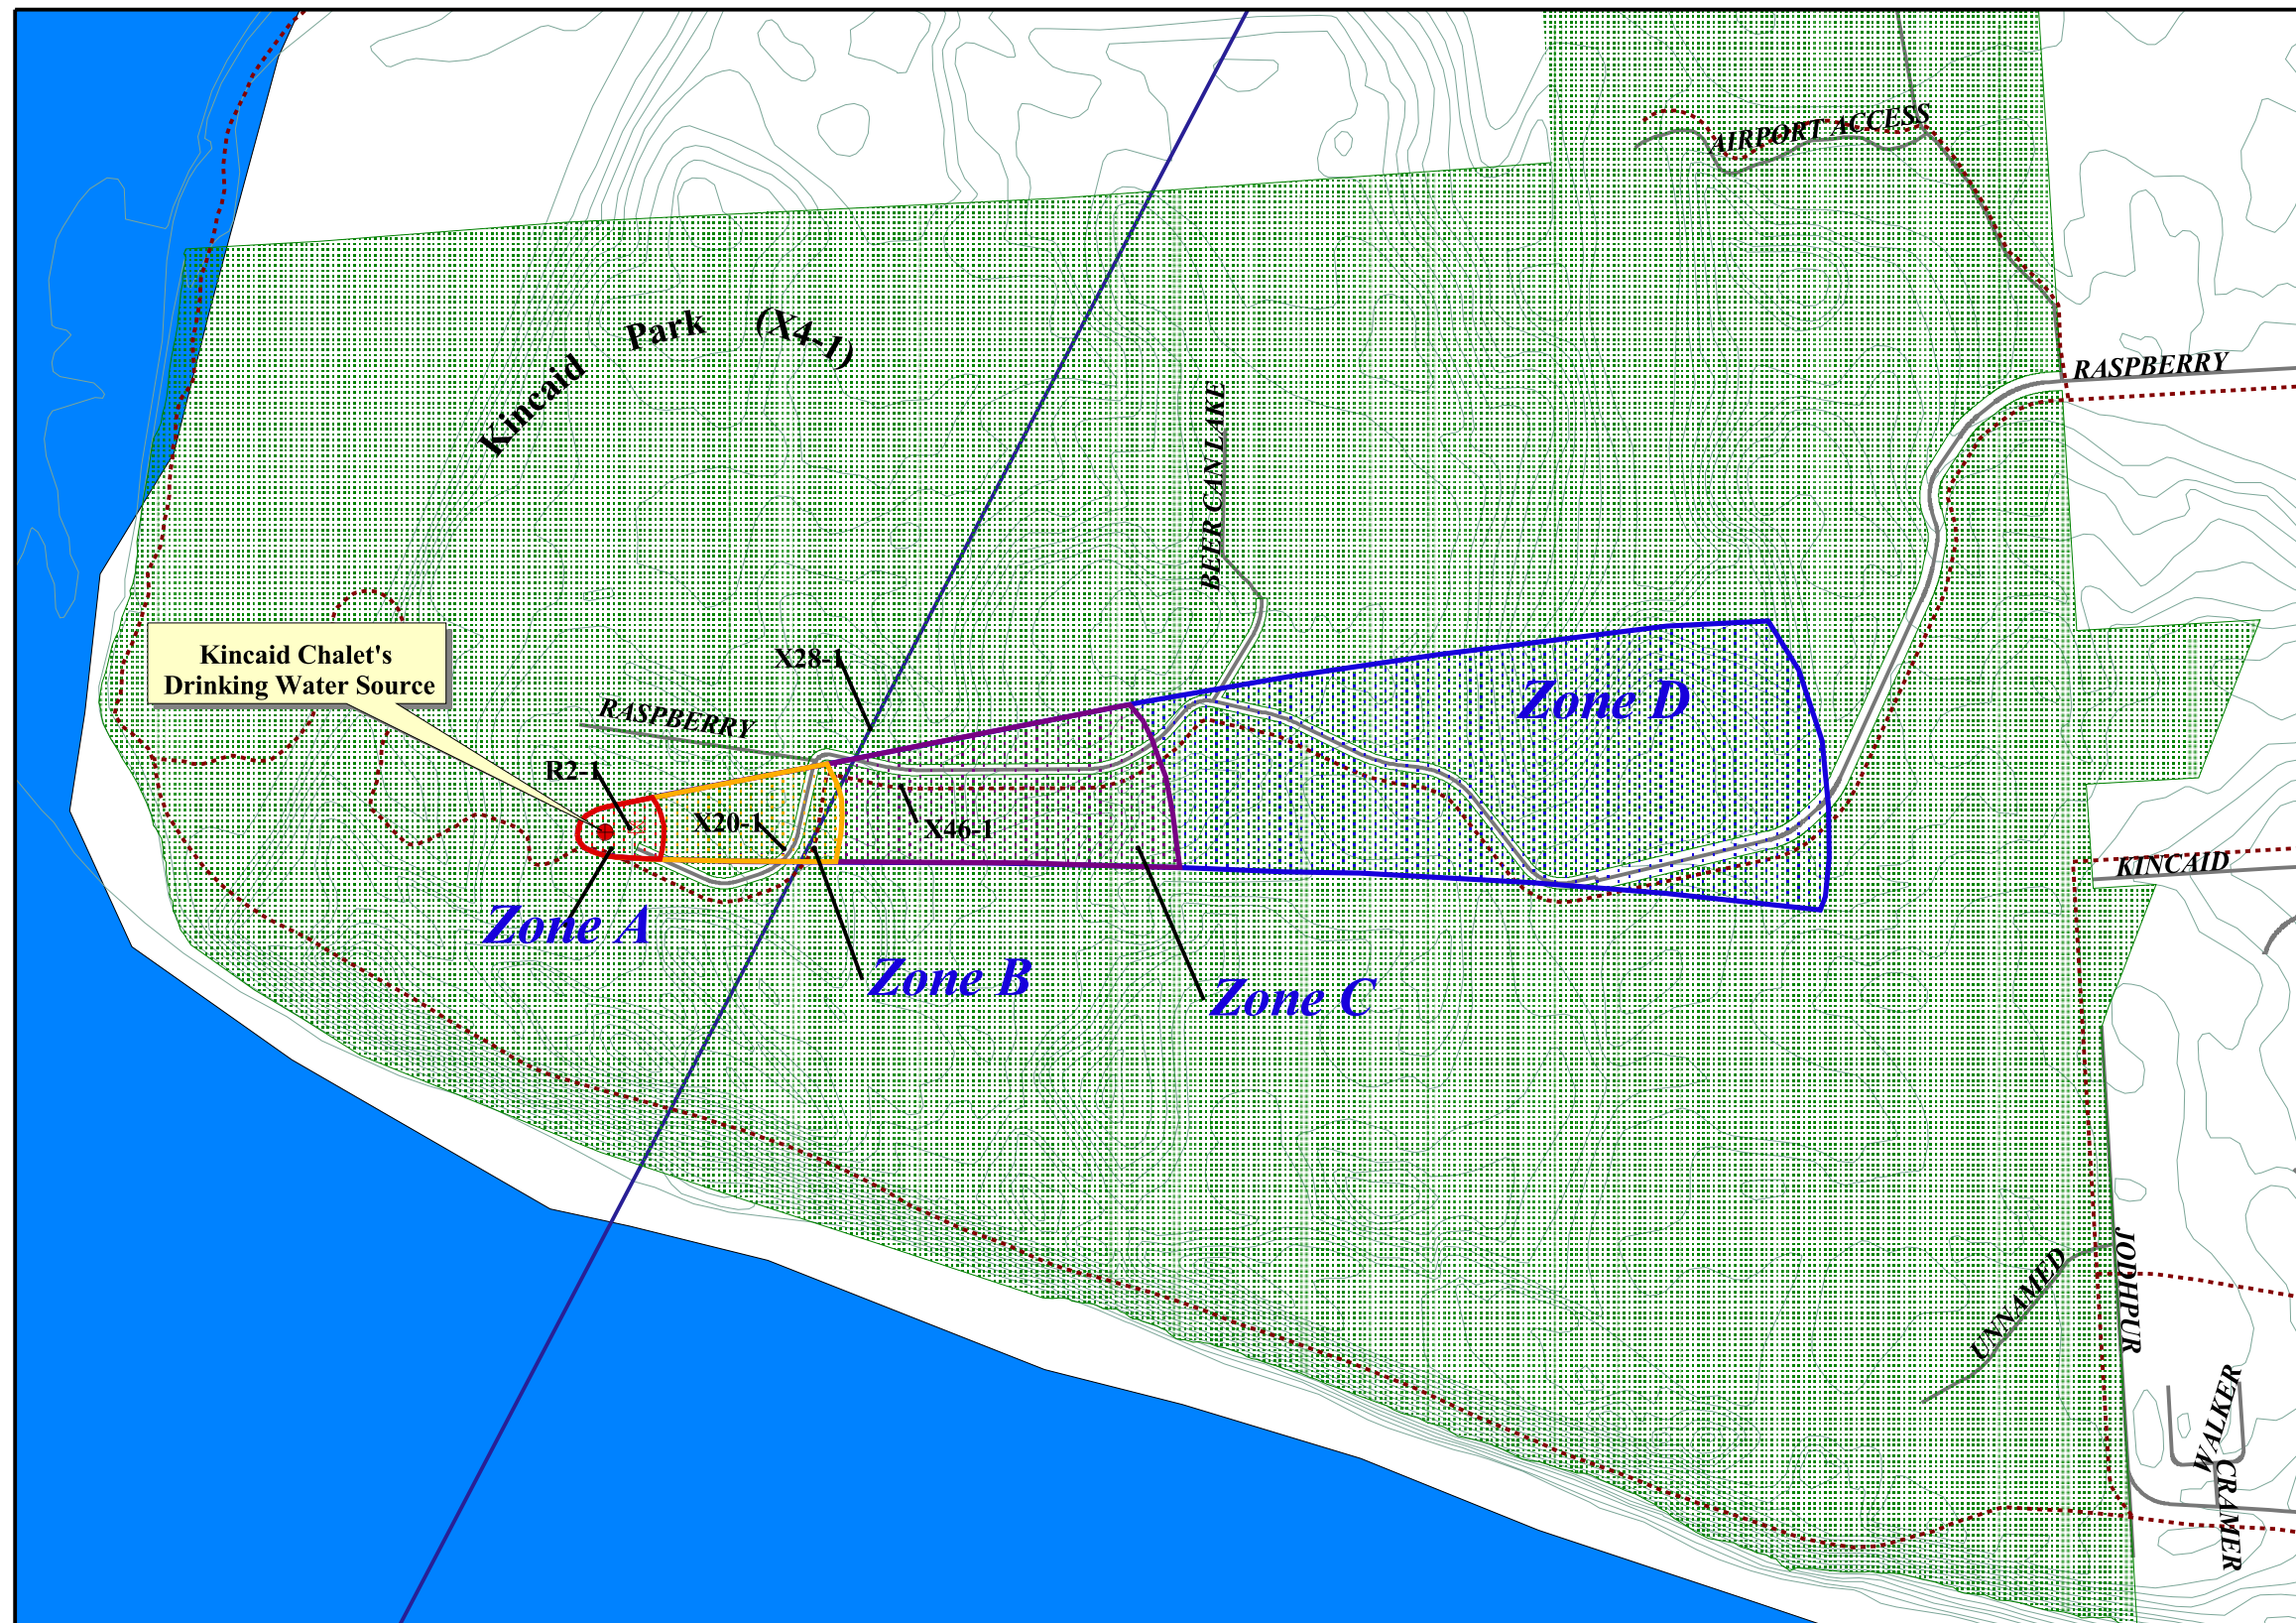 AIRPORT ACCESS
Kincaid Park (X4-1)
RASPBERRY
BEER CAN LAKE
Kincaid Chalet's
Drinking Water Source
X28-1
RASPBERRY
Zone D
R2-1
X20-1
X46-1
KINCAID
Zone A
Zone B
Zone C
UNNAMED
JODHPUR
WALKER
CRAMER